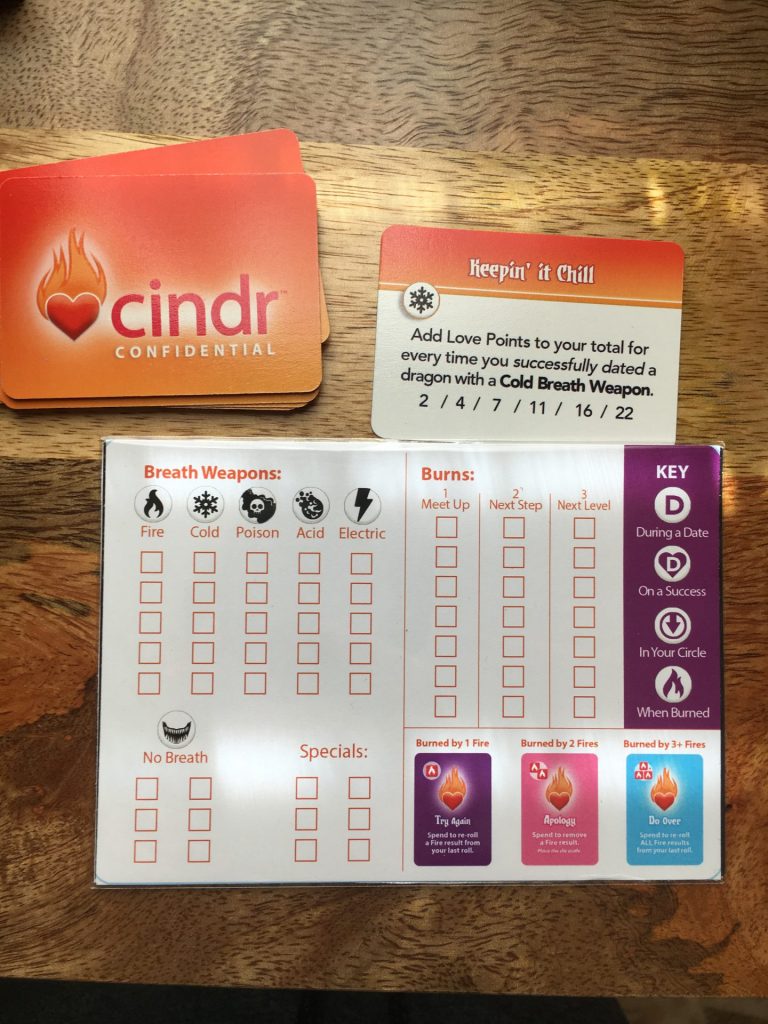 cindr™
CONFIDENTIAL
Keepin' it Chill
Add Love Points to your total for
every time you successfully dated a
dragon with a Cold Breath Weapon.
2 / 4 / 7 / 11 / 16 / 22
Breath Weapons:
Fire Cold Poison Acid Electric
No Breath
Specials:
Burns:
1 2 3
Meet Up Next Step Next Level
KEY
D
During a Date
D
On a Success
In Your Circle
When Burned
Burned by 1 Fire
Try Again
Spend to re-roll
a Fire result from
your last roll.
Burned by 2 Fires
Apology
Spend to remove
a Fire result.
Place the die aside.
Burned by 3+ Fires
Do Over
Spend to re-roll
ALL Fire results
from your last roll.